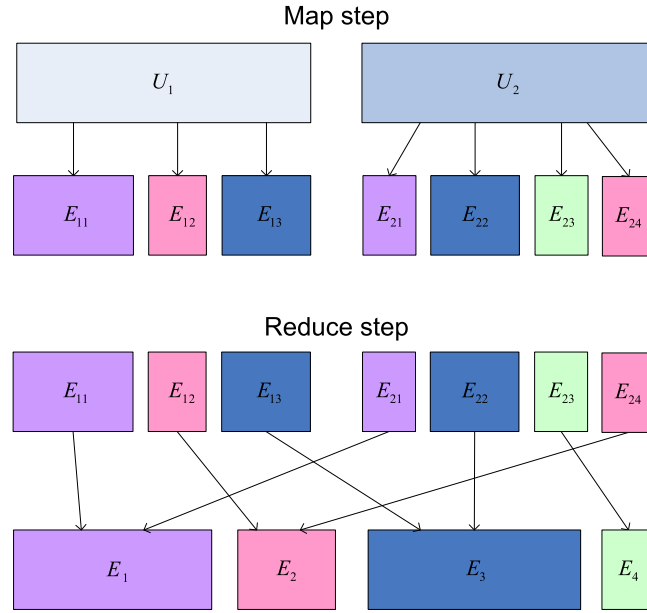 Map step
U₁ U₂
E₁₁ E₁₂ E₁₃ E₂₁ E₂₂ E₂₃ E₂₄
Reduce step
E₁₁ E₁₂ E₁₃ E₂₁ E₂₂ E₂₃ E₂₄
E₁ E₂ E₃ E₄